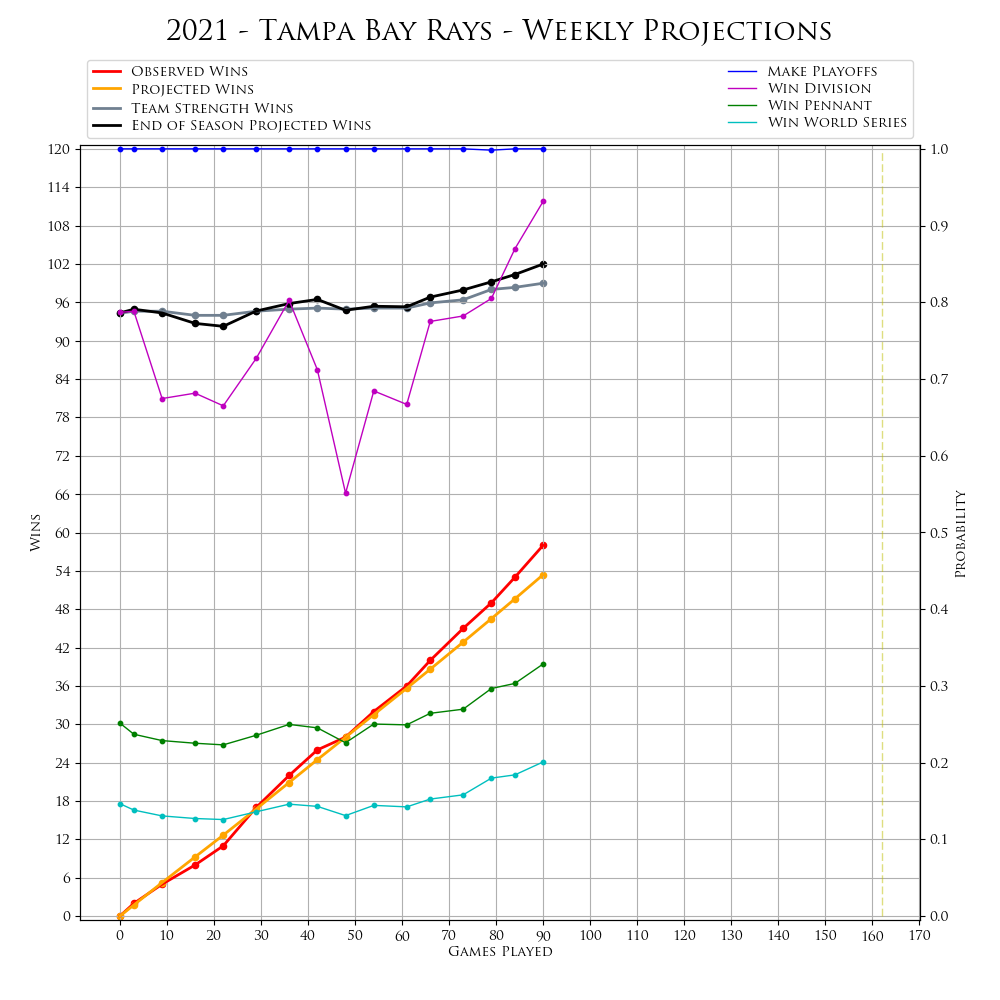 2021 - Tampa Bay Rays - Weekly Projections
Observed Wins
Projected Wins
Team Strength Wins
End of Season Projected Wins
Make Playoffs
Win Division
Win Pennant
Win World Series
120
114
108
102
96
90
84
78
72
66
60
54
48
42
36
30
24
18
12
6
0
Wins
1.0
0.9
0.8
0.7
0.6
0.5
0.4
0.3
0.2
0.1
0.0
Probability
0 10 20 30 40 50 60 70 80 90 100 110 120 130 140 150 160 170
Games Played